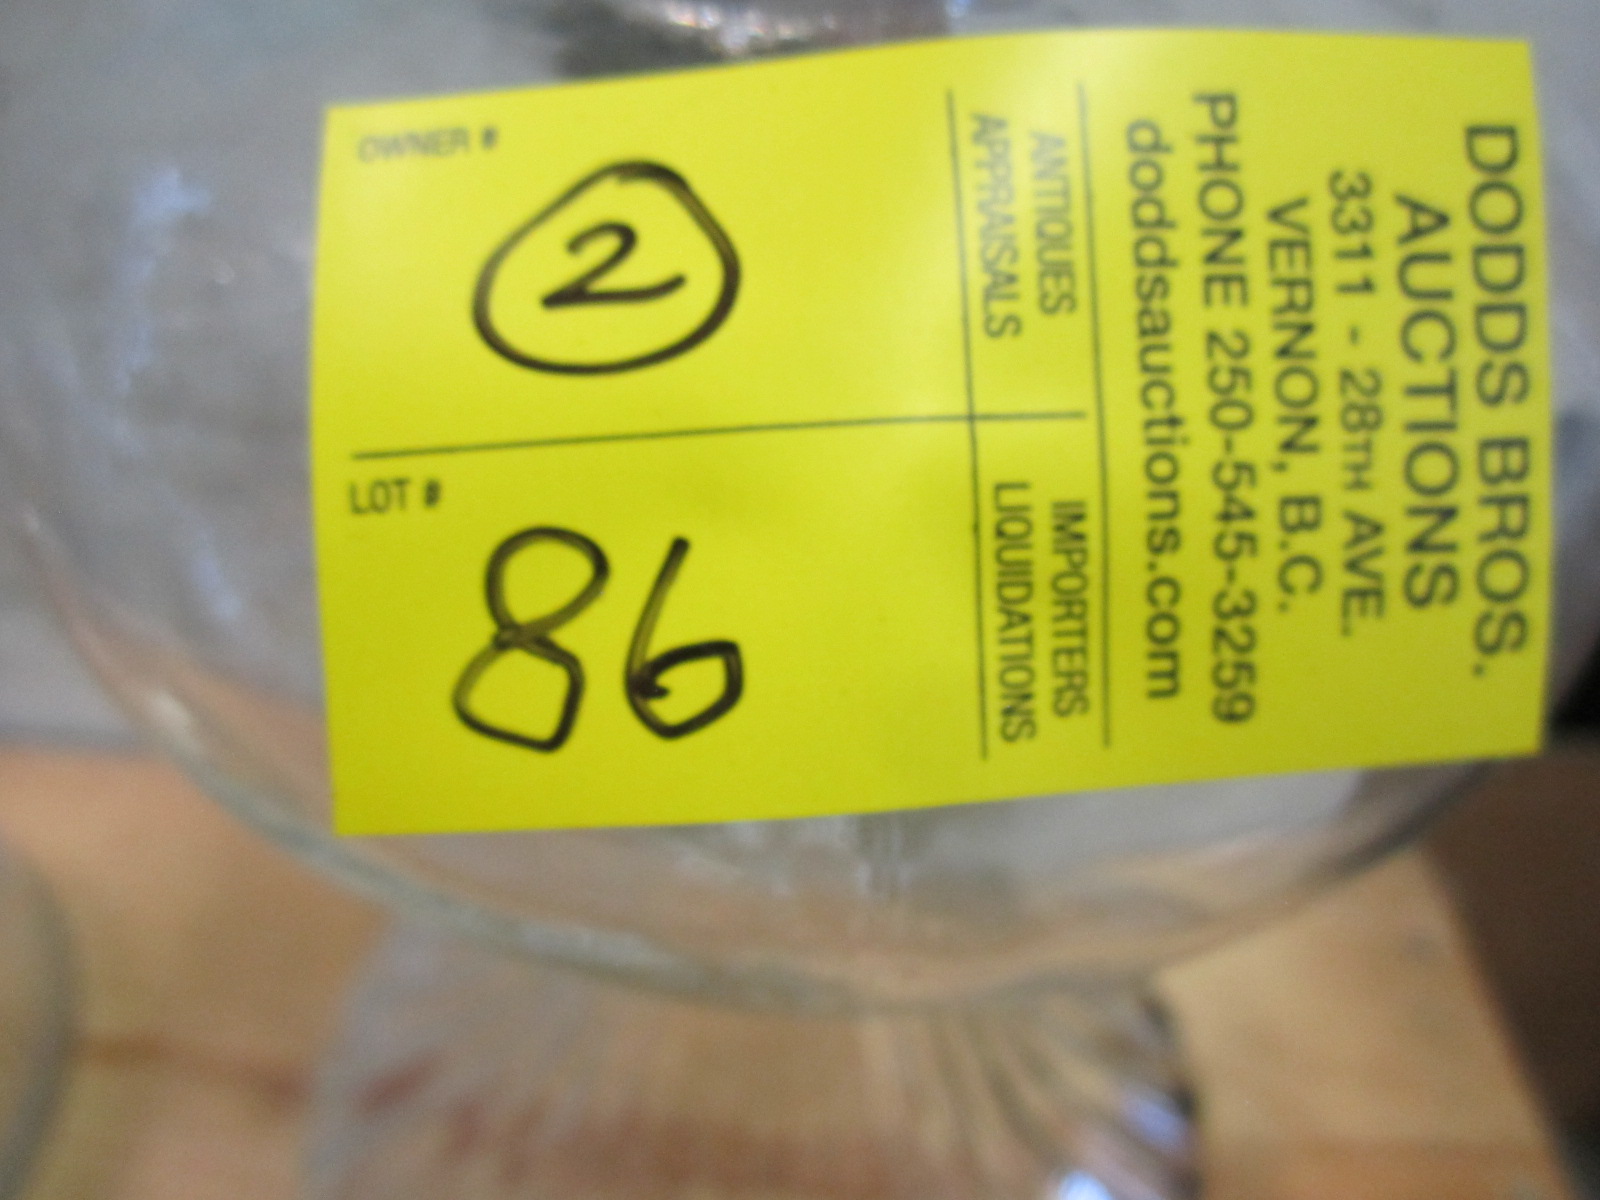 DODDS BROS.
AUCTIONS
3311 - 28TH AVE.
VERNON, B.C.
PHONE 250-545-3259
doddsauctions.com
ANTIQUES
APPRAISALS
IMPORTERS
LIQUIDATIONS
OWNER #
2
LOT #
86